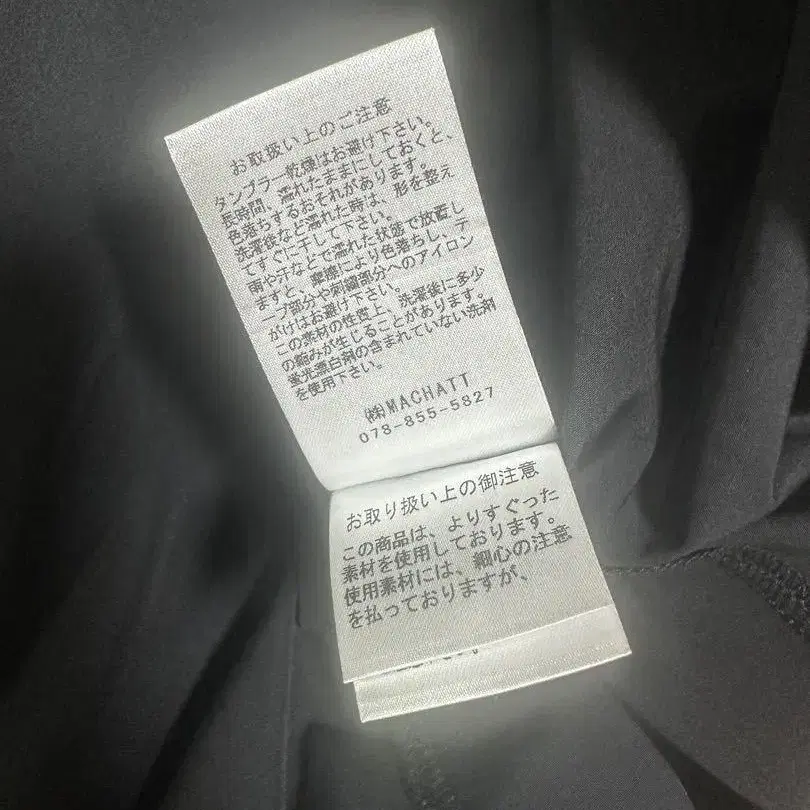 お取扱い上のご注意
タンブラー乾燥はお避け下さい。
長時間、濡れたままにしておくと、
色落ちするおそれがあります。
洗濯後など濡れた時は、形を整え
てすぐに干して下さい。
雨や汗などで濡れた状態で放置し
ますと、摩擦により色落ちし、テ
ープ部分や刺繍部分へのアイロン
がけはお避け下さい。
この素材の性質上、洗濯後に多少
の縮みが生じることがあります。
蛍光漂白剤の含まれていない洗剤
を使用下さい。
㈱MACHATT
078-855-5827
お取り扱い上の御注意
この商品は、よりすぐった
素材を使用しております。
使用素材には、細心の注意
を払っておりますが、